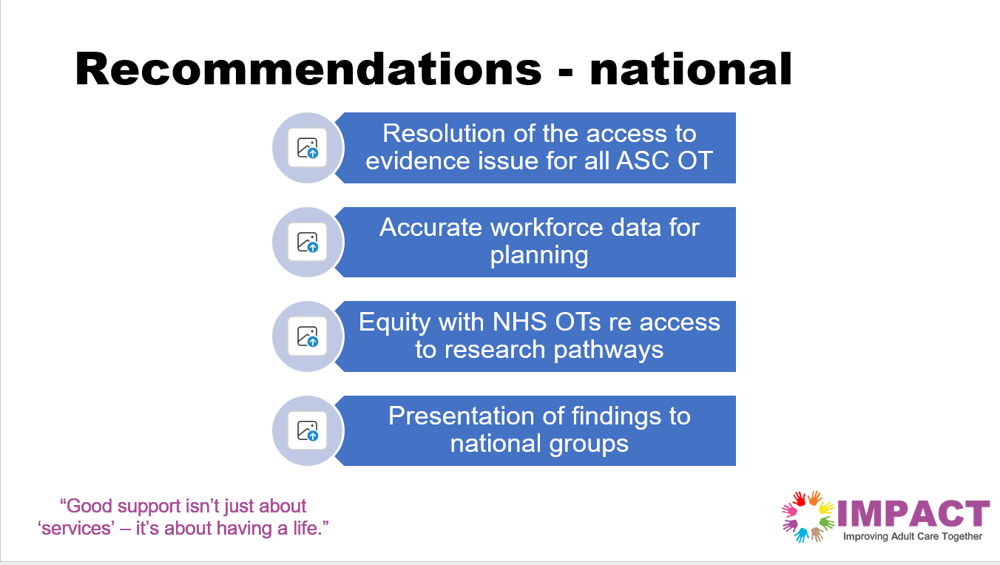 Recommendations - national
Resolution of the access to
evidence issue for all ASC OT
Accurate workforce data for
planning
Equity with NHS OTs re access
to research pathways
Presentation of findings to
national groups
“Good support isn’t just about
‘services’ – it’s about having a life.”
IMPACT
Improving Adult Care Together